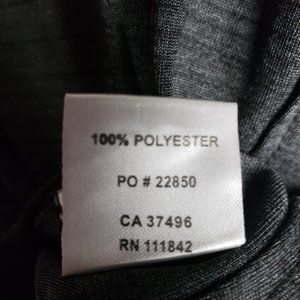 100% POLYESTER
PO # 22850
CA 37496
RN 111842